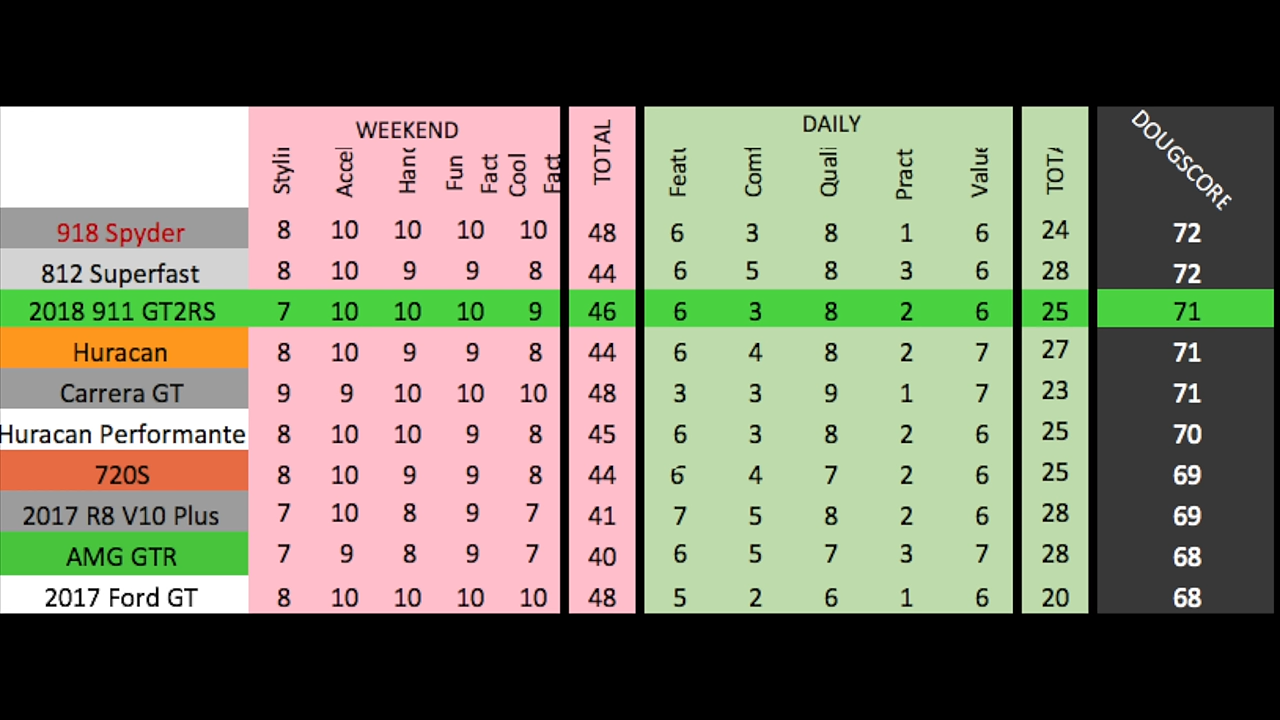 WEEKEND TOTAL DAILY DOUGSCORE
Styli Accel Hand Fun Fact Cool Fact Featu Comf Quali Pract Value TOTA
918 Spyder 8 10 10 10 10 48 6 3 8 1 6 24 72
812 Superfast 8 10 9 9 8 44 6 5 8 3 6 28 72
2018 911 GT2RS 7 10 10 10 9 46 6 3 8 2 6 25 71
Huracan 8 10 9 9 8 44 6 4 8 2 7 27 71
Carrera GT 9 9 10 10 10 48 3 3 9 1 7 23 71
Huracan Performante 8 10 10 9 8 45 6 3 8 2 6 25 70
720S 8 10 9 9 8 44 6 4 7 2 6 25 69
2017 R8 V10 Plus 7 10 8 9 7 41 7 5 8 2 6 28 69
AMG GTR 7 9 8 9 7 40 6 5 7 3 7 28 68
2017 Ford GT 8 10 10 10 10 48 5 2 6 1 6 20 68